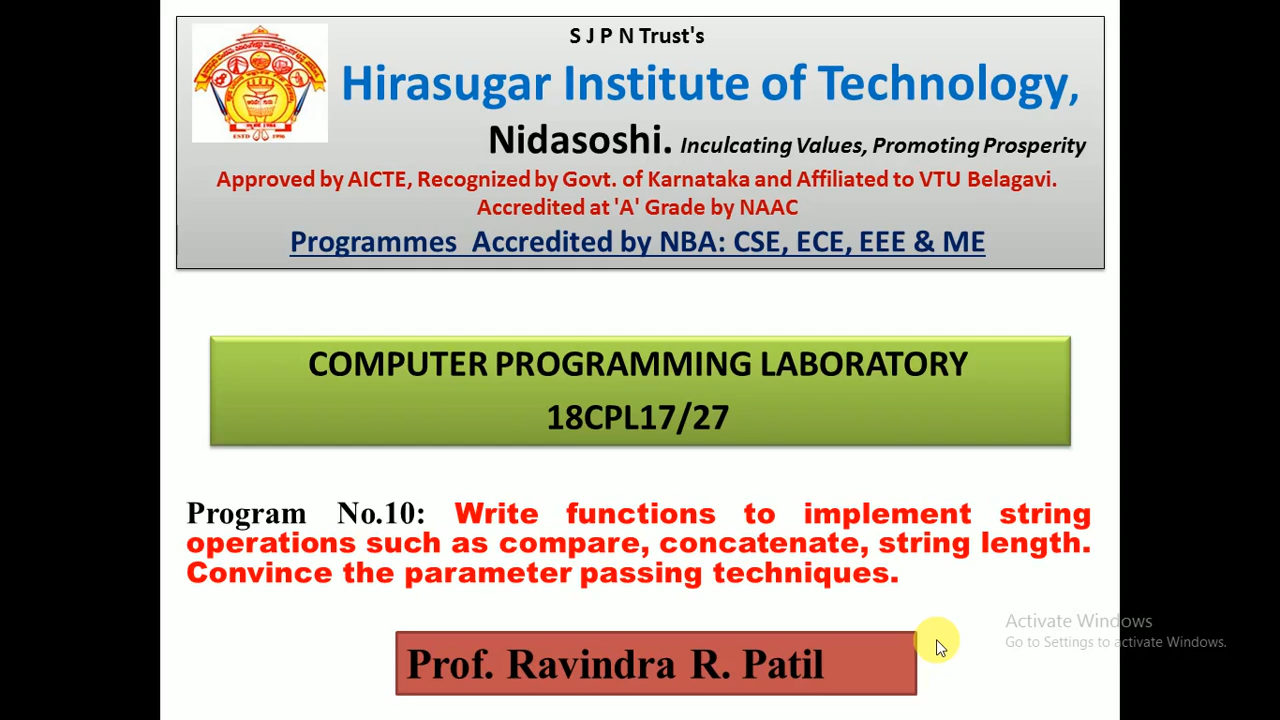 S J P N Trust's
Hirasugar Institute of Technology,
Nidasoshi. Inculcating Values, Promoting Prosperity
Approved by AICTE, Recognized by Govt. of Karnataka and Affiliated to VTU Belagavi.
Accredited at 'A' Grade by NAAC
Programmes Accredited by NBA: CSE, ECE, EEE & ME
COMPUTER PROGRAMMING LABORATORY
18CPL17/27
Program No.10: Write functions to implement string
operations such as compare, concatenate, string length.
Convince the parameter passing techniques.
Activate Windows
Go to Settings to activate Windows.
Prof. Ravindra R. Patil